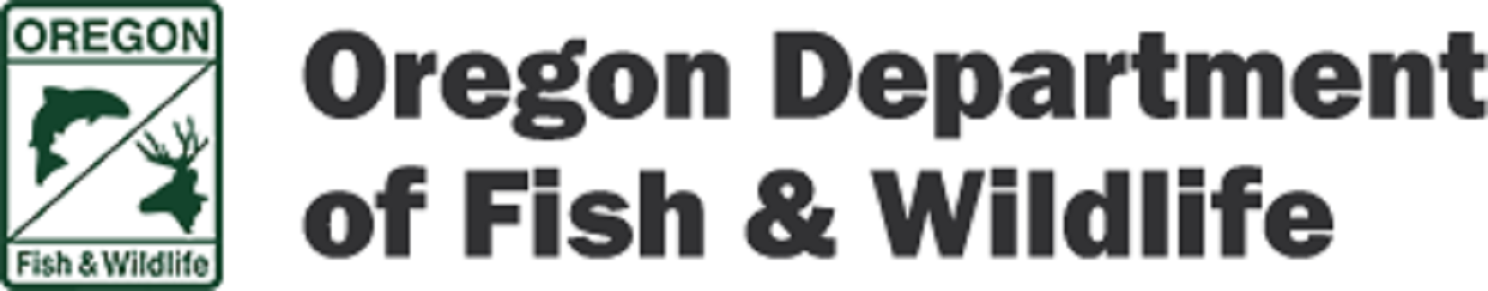 OREGON
Fish & Wildlife
Oregon Department
of Fish & Wildlife